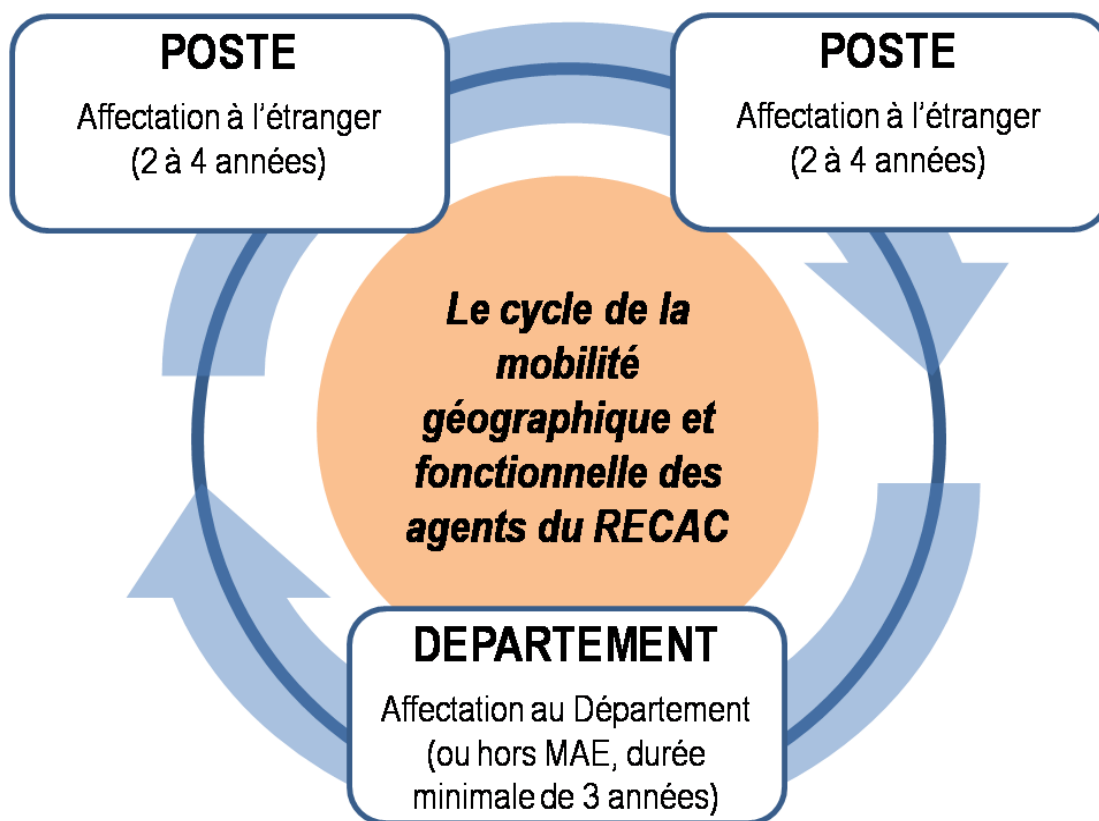 POSTE
Affectation à l'étranger
(2 à 4 années)
POSTE
Affectation à l'étranger
(2 à 4 années)
Le cycle de la
mobilité
géographique et
fonctionnelle des
agents du RECAC
DEPARTEMENT
Affectation au Département
(ou hors MAE, durée
minimale de 3 années)